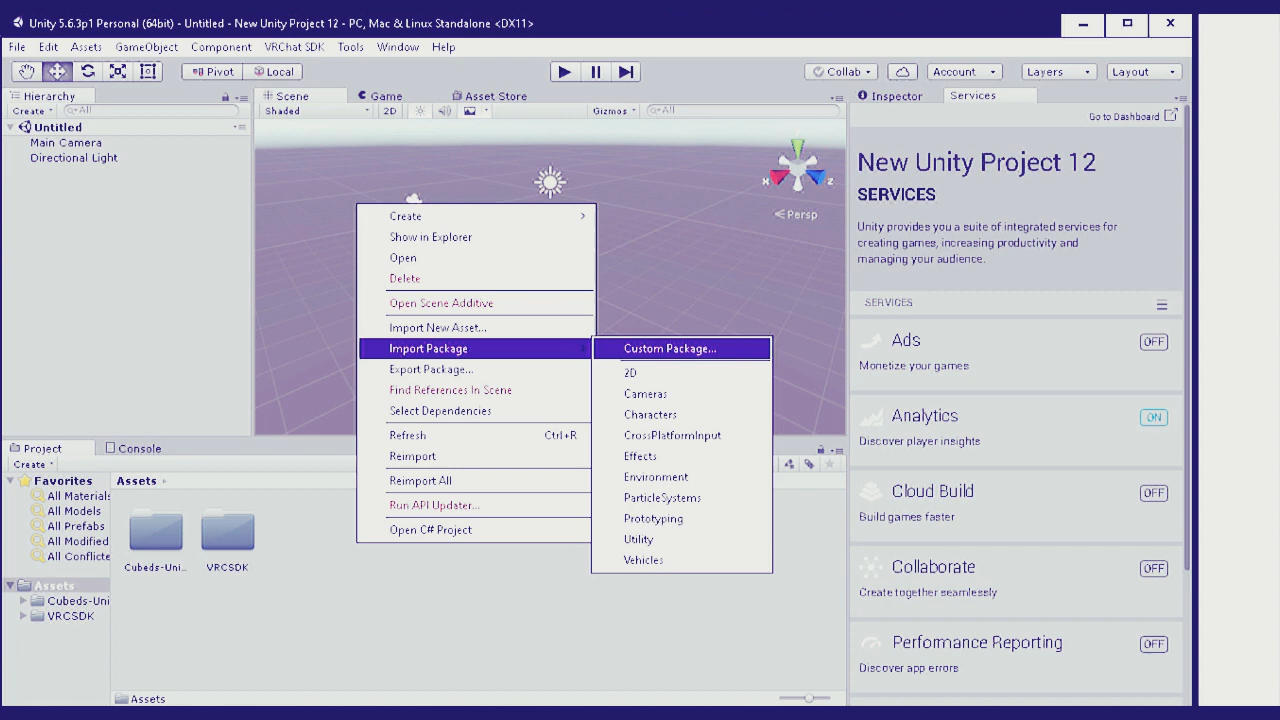 Unity 5.6.3p1 Personal (64bit) - Untitled - New Unity Project 12 - PC, Mac & Linux Standalone <DX11>
File Edit Assets GameObject Component VRChat SDK Tools Window Help
Pivot Local Collab Account Layers Layout
Hierarchy
Create All
Untitled
Main Camera
Directional Light
Scene Game Asset Store
Shaded 2D Gizmos All
X Z
Persp
Create
Show in Explorer
Open
Delete
Open Scene Additive
Import New Asset...
Import Package
Export Package...
Find References In Scene
Select Dependencies
Refresh Ctrl+R
Reimport
Reimport All
Run API Updater...
Open C# Project
Custom Package...
2D
Cameras
Characters
CrossPlatformInput
Effects
Environment
ParticleSystems
Prototyping
Utility
Vehicles
Project Console
Create
Favorites
All Materials
All Models
All Prefabs
All Modified
All Conflicte
Assets
Cubeds-Uni
VRCSDK
Assets
Cubeds-Uni... VRCSDK
Assets
Inspector Services
Go to Dashboard
New Unity Project 12
SERVICES
Unity provides you a suite of integrated services for
creating games, increasing productivity and
managing your audience.
SERVICES
Ads OFF
Monetize your games
Analytics ON
Discover player insights
Cloud Build OFF
Build games faster
Collaborate OFF
Create together seamlessly
Performance Reporting OFF
Discover app errors